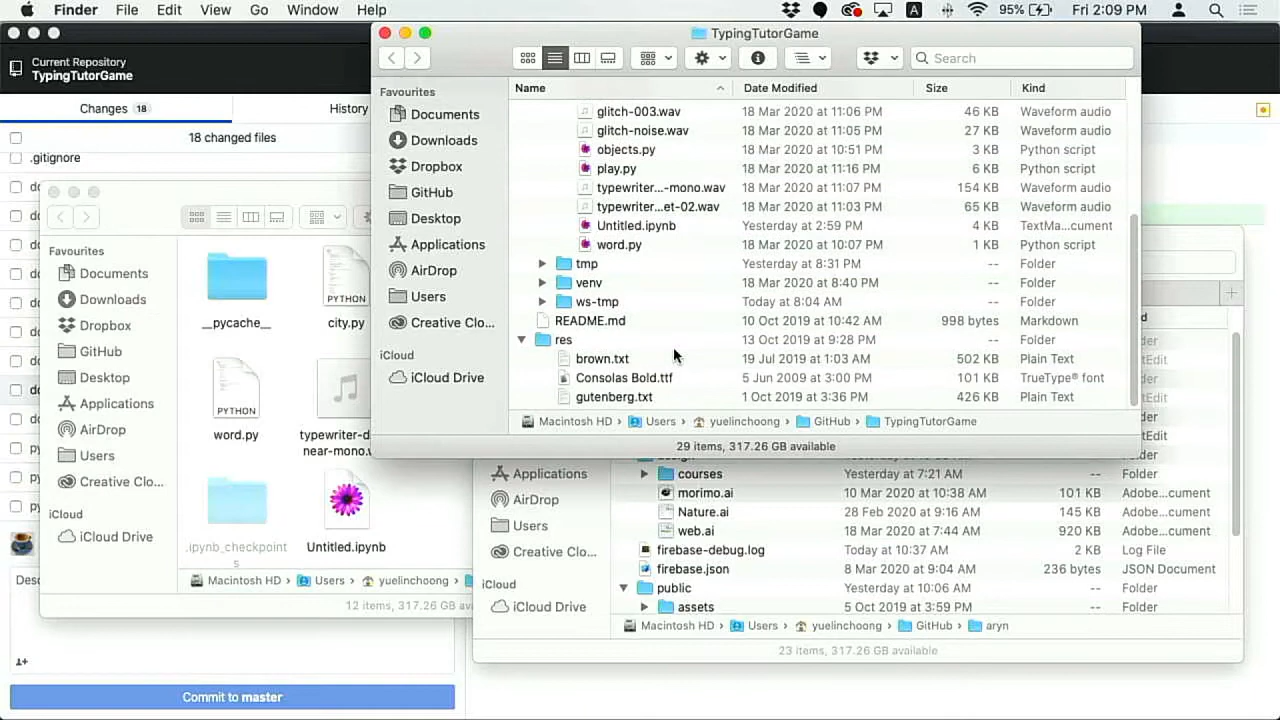 Finder File Edit View Go Window Help
A 95% Fri 2:09 PM
Current Repository
TypingTutorGame
Changes 18
History
18 changed files
.gitignore
TypingTutorGame
Search
Favourites
Documents
Downloads
Dropbox
GitHub
Desktop
Applications
AirDrop
Users
Creative Clo...
iCloud
iCloud Drive
Name Date Modified Size Kind
glitch-003.wav 18 Mar 2020 at 11:06 PM 46 KB Waveform audio
glitch-noise.wav 18 Mar 2020 at 11:05 PM 27 KB Waveform audio
objects.py 18 Mar 2020 at 10:51 PM 3 KB Python script
play.py 18 Mar 2020 at 11:16 PM 6 KB Python script
typewriter...-mono.wav 18 Mar 2020 at 11:07 PM 154 KB Waveform audio
typewriter...et-02.wav 18 Mar 2020 at 11:03 PM 65 KB Waveform audio
Untitled.ipynb Yesterday at 2:59 PM 4 KB TextMa...cument
word.py 18 Mar 2020 at 10:07 PM 1 KB Python script
tmp Yesterday at 8:31 PM -- Folder
venv 18 Mar 2020 at 8:40 PM -- Folder
ws-tmp Today at 8:04 AM -- Folder
README.md 10 Oct 2019 at 10:42 AM 998 bytes Markdown
res 13 Oct 2019 at 9:28 PM -- Folder
brown.txt 19 Jul 2019 at 1:03 AM 502 KB Plain Text
Consolas Bold.ttf 5 Jun 2009 at 3:00 PM 101 KB TrueType® font
gutenberg.txt 1 Oct 2019 at 3:36 PM 426 KB Plain Text
Macintosh HD › Users › yuelinchoong › GitHub › TypingTutorGame
29 items, 317.26 GB available
Favourites
Documents
Downloads
Dropbox
GitHub
Desktop
Applications
AirDrop
Users
Creative Clo...
iCloud
iCloud Drive
__pycache__
PYTHON
city.py
PYTHON
word.py
typewriter-d
near-mono.w
.ipynb_checkpoint
s
Untitled.ipynb
Macintosh HD › Users › yuelinchoong ›
12 items, 317.26 GB ava
Applications
AirDrop
Users
Creative Clo...
iCloud
iCloud Drive
courses Yesterday at 7:21 AM -- Folder
morimo.ai 10 Mar 2020 at 10:38 AM 101 KB Adobe...cument
Nature.ai 28 Feb 2020 at 9:16 AM 145 KB Adobe...cument
web.ai 18 Mar 2020 at 7:44 AM 920 KB Adobe...cument
firebase-debug.log Today at 10:37 AM 2 KB Log File
firebase.json 8 Mar 2020 at 9:04 AM 236 bytes JSON Document
public Yesterday at 10:06 AM -- Folder
assets 5 Oct 2019 at 3:59 PM -- Folder
Macintosh HD › Users › yuelinchoong › GitHub › aryn
23 items, 317.26 GB available
Desc
Commit to master